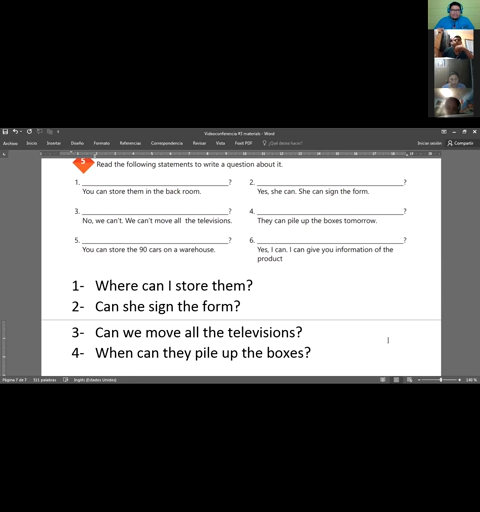 Videoconferencia #3 materials - Word
Archivo Inicio Insertar Diseño Formato Referencias Correspondencia Revisar Vista Foxit PDF ¿Qué desea hacer? Iniciar sesión Compartir
5 Read the following statements to write a question about it.
1. ? 2. ?
You can store them in the back room. Yes, she can. She can sign the form.
3. ? 4. ?
No, we can't. We can't move all the televisions. They can pile up the boxes tomorrow.
5. ? 6. ?
You can store the 90 cars on a warehouse. Yes, I can. I can give you information of the
product
1- Where can I store them?
2- Can she sign the form?
3- Can we move all the televisions?
4- When can they pile up the boxes?
Página 7 de 7 511 palabras Inglés (Estados Unidos) 240 %